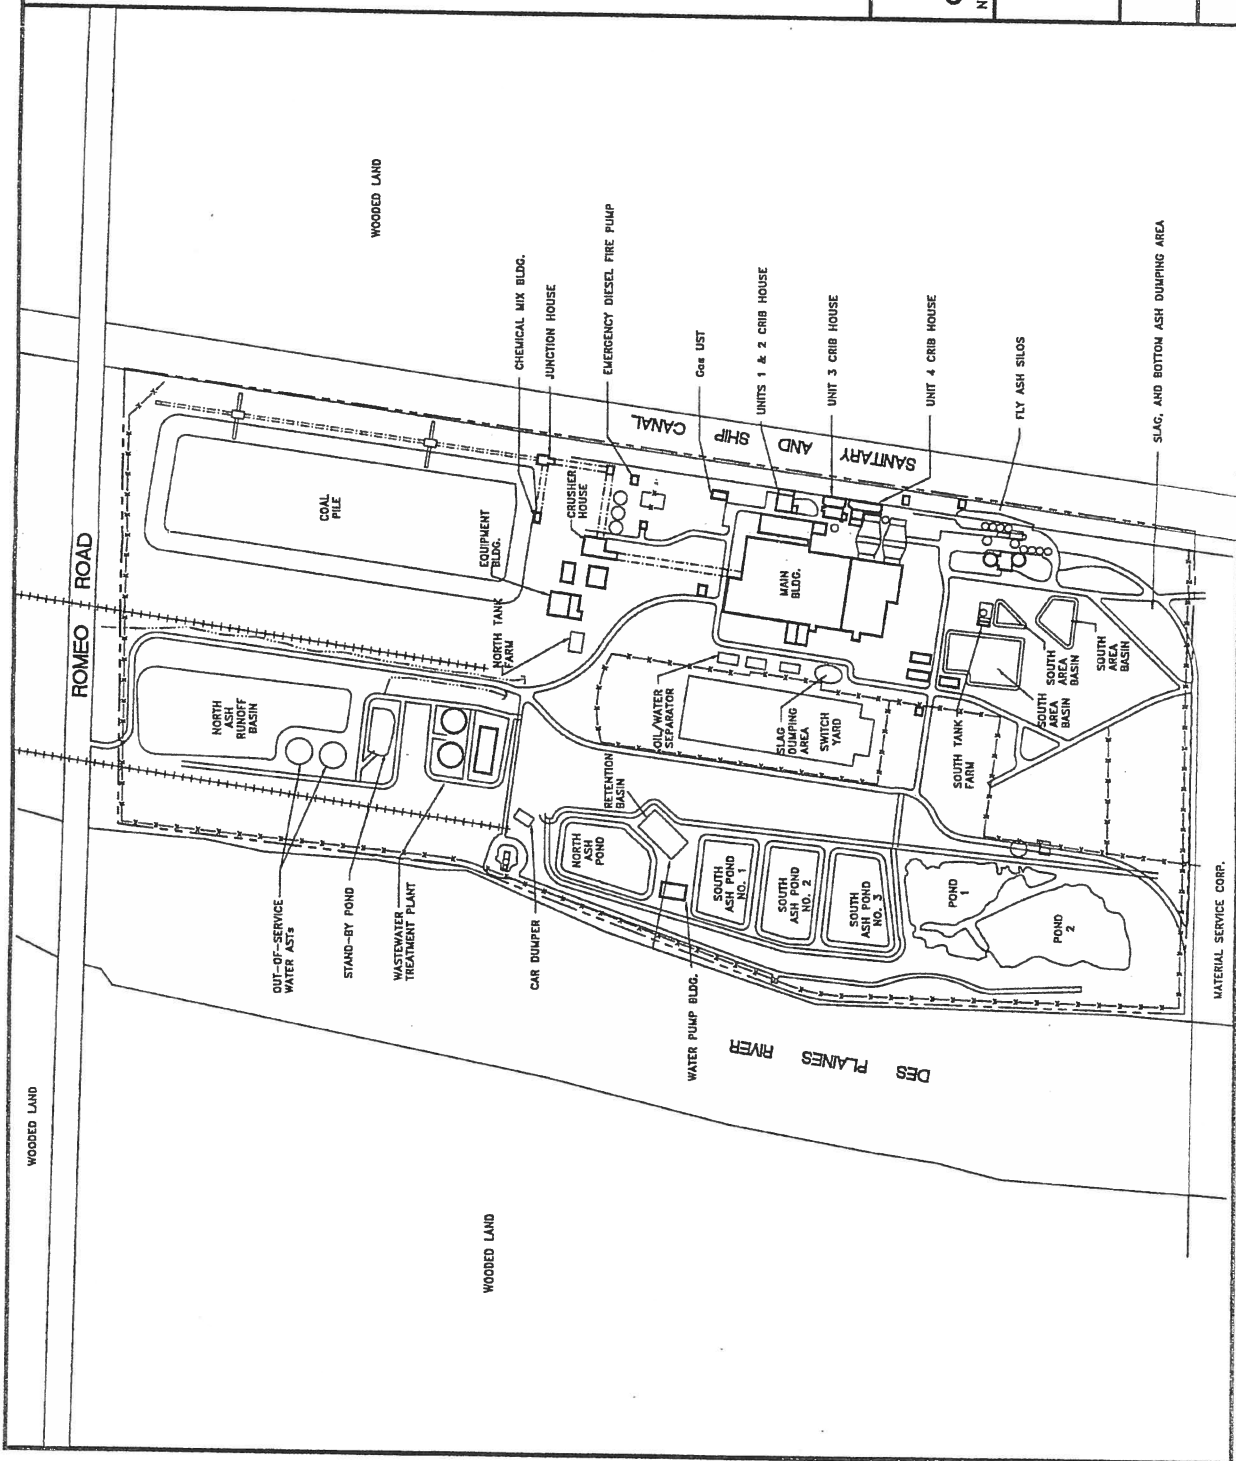 WOODED LAND
ROMEO ROAD
WOODED LAND
COAL
PILE
NORTH
ASH
RUNOFF
BASIN
OUT-OF-SERVICE
WATER ASTs
STAND-BY POND
WASTEWATER
TREATMENT PLANT
CAR DUMPER
CHEMICAL MIX BLDG.
JUNCTION HOUSE
EMERGENCY DIESEL FIRE PUMP
EQUIPMENT
BLDG.
CRUSHER
HOUSE
NORTH TANK
FARM
SANITARY AND SHIP CANAL
Gas UST
UNITS 1 & 2 CRIB HOUSE
UNIT 3 CRIB HOUSE
UNIT 4 CRIB HOUSE
FLY ASH SILOS
SLAG, AND BOTTOM ASH DUMPING AREA
MAIN
BLDG.
OIL/WATER
SEPARATOR
SLAG
DUMPING
AREA
SWITCH
YARD
RETENTION
BASIN
NORTH
ASH
POND
SOUTH
ASH POND
NO. 1
SOUTH
ASH POND
NO. 2
SOUTH
ASH POND
NO. 3
POND
1
POND
2
SOUTH TANK
FARM
SOUTH
AREA
BASIN
SOUTH
AREA
BASIN
SOUTH
AREA
BASIN
WATER PUMP BLDG.
DES PLAINES RIVER
WOODED LAND
MATERIAL SERVICE CORP.